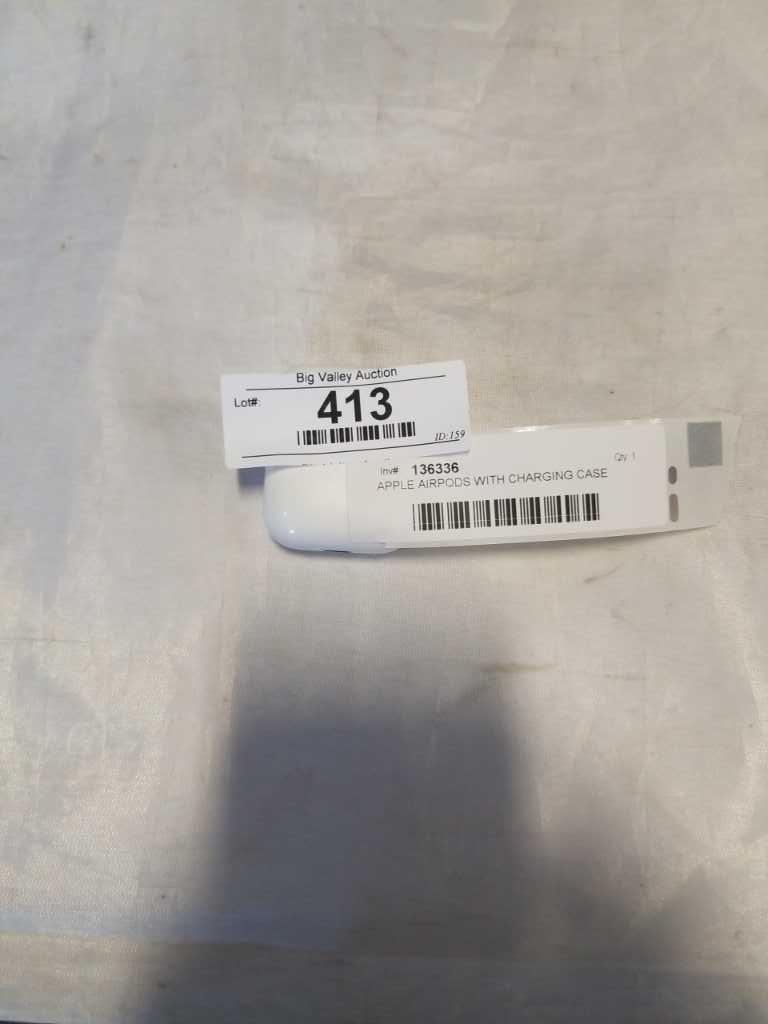 Big Valley Auction
Lot#:
413
ID:159
Inv# 136336
Qty 1
APPLE AIRPODS WITH CHARGING CASE